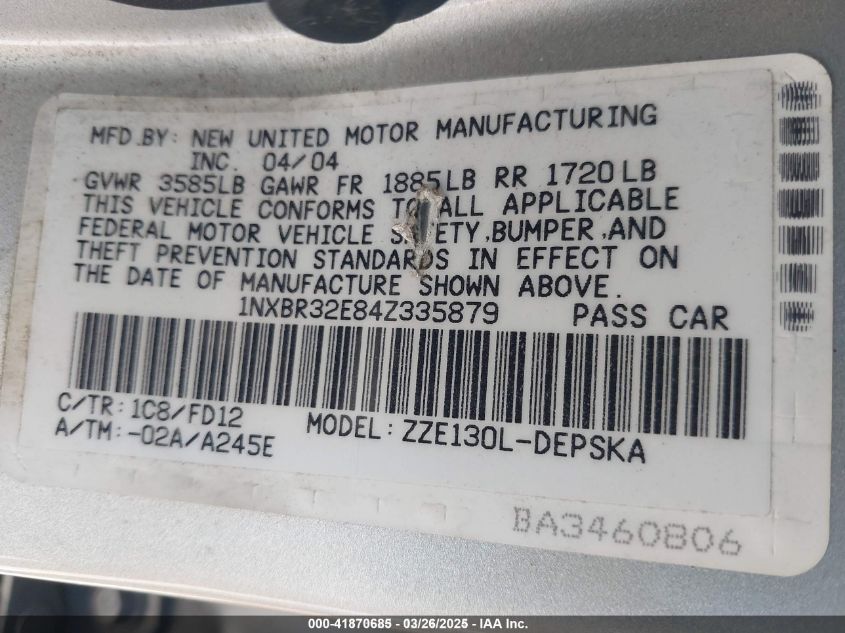 MFD.BY: NEW UNITED MOTOR MANUFACTURING
INC. 04/04
GVWR 3585LB GAWR FR 1885LB RR 1720LB
THIS VEHICLE CONFORMS TO ALL APPLICABLE
FEDERAL MOTOR VEHICLE SAFETY,BUMPER,AND
THEFT PREVENTION STANDARDS IN EFFECT ON
THE DATE OF MANUFACTURE SHOWN ABOVE.
1NXBR32E84Z335879 PASS CAR
C/TR:1C8/FD12
A/TM:-02A/A245E
MODEL:ZZE130L-DEPSKA
BA3460806
000-41870685 - 03/26/2025 - IAA Inc.